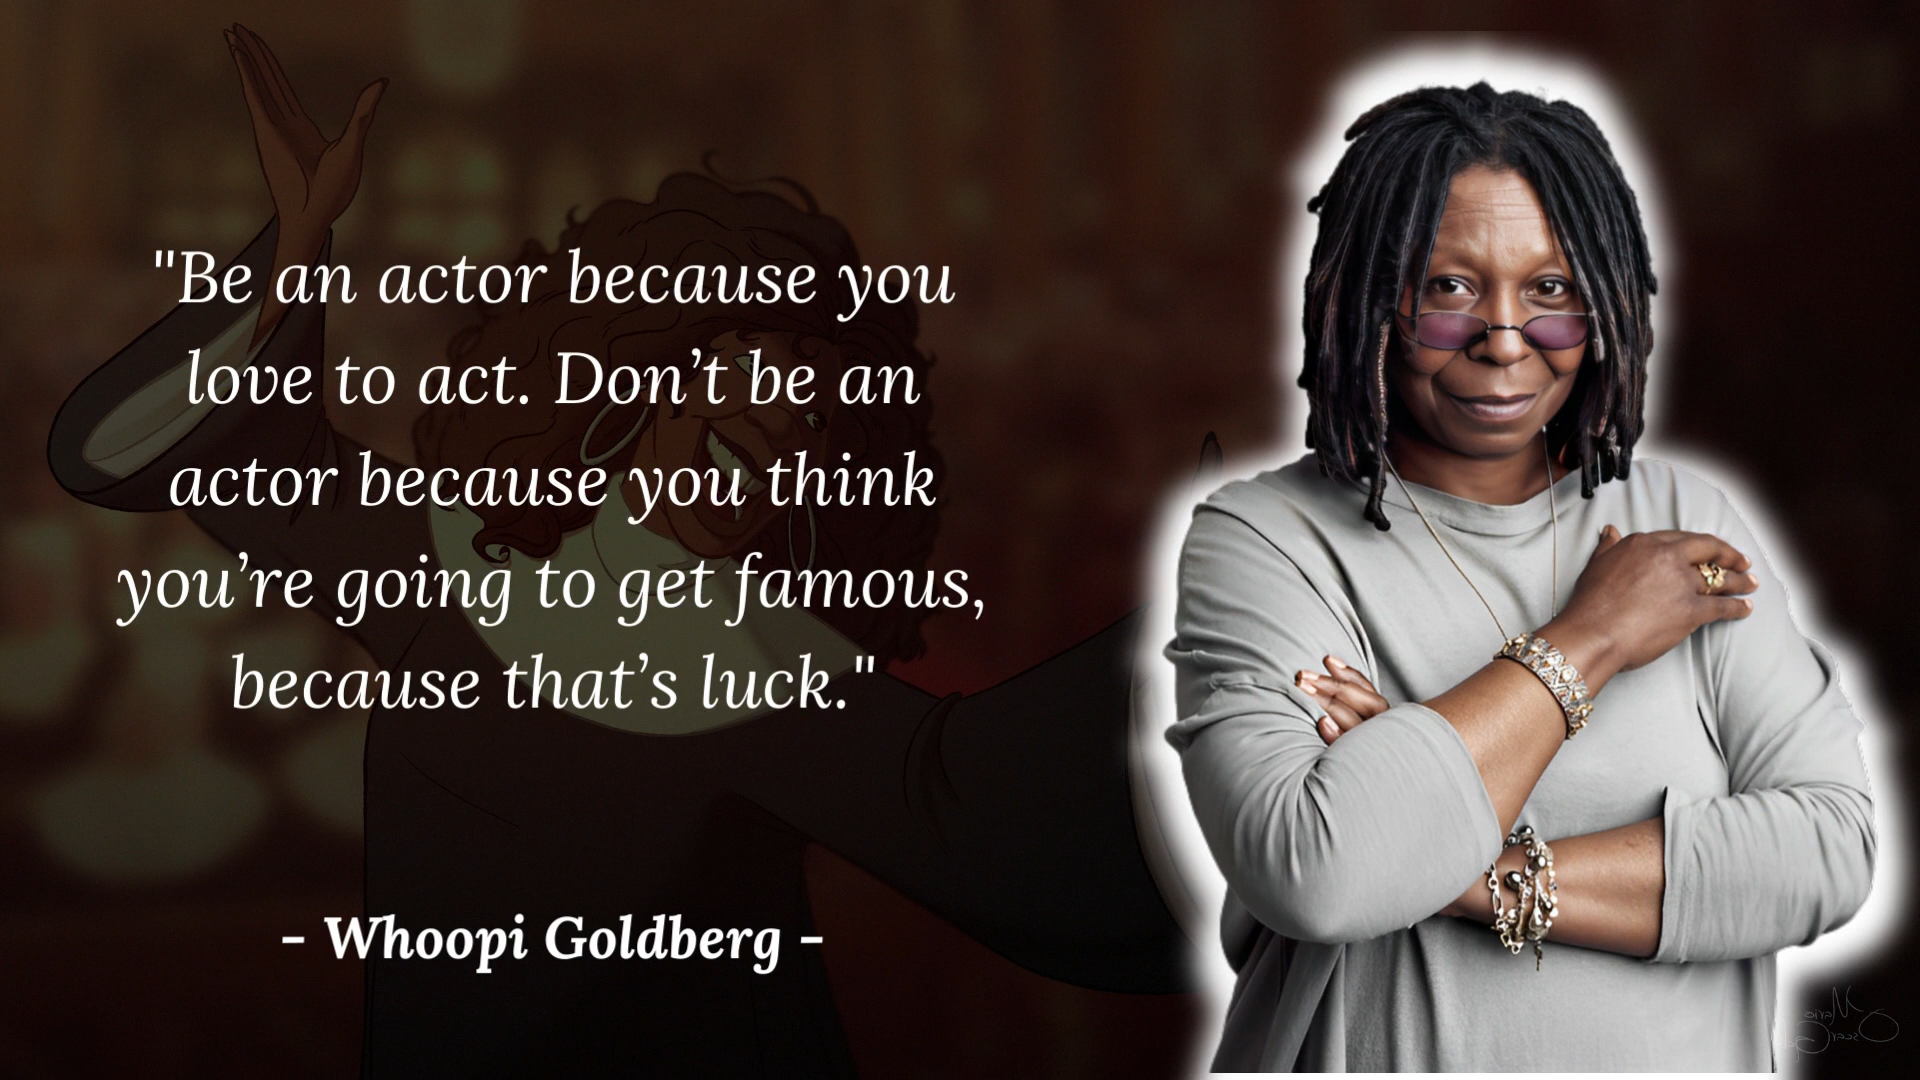 "Be an actor because you
love to act. Don’t be an
actor because you think
you’re going to get famous,
because that’s luck."
- Whoopi Goldberg -